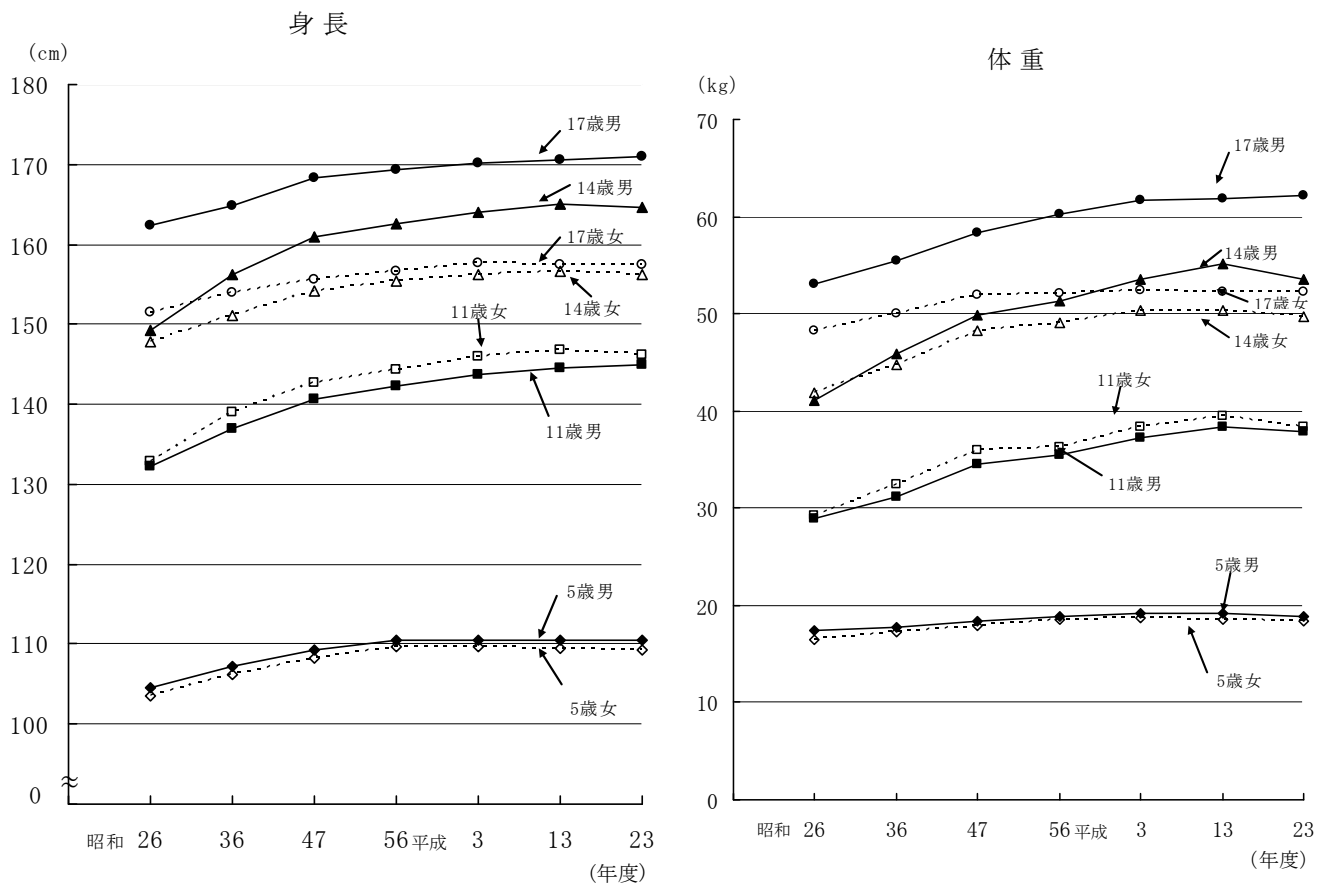 身 長
(cm)
180
170
160
150
140
130
120
110
100
0
17歳男
14歳男
17歳女
14歳女
11歳女
11歳男
5歳男
5歳女
昭和 26 36 47 56 平成 3 13 23
(年度)
体 重
(kg)
70
60
50
40
30
20
10
0
17歳男
14歳男
17歳女
14歳女
11歳女
11歳男
5歳男
5歳女
昭和 26 36 47 56 平成 3 13 23
(年度)